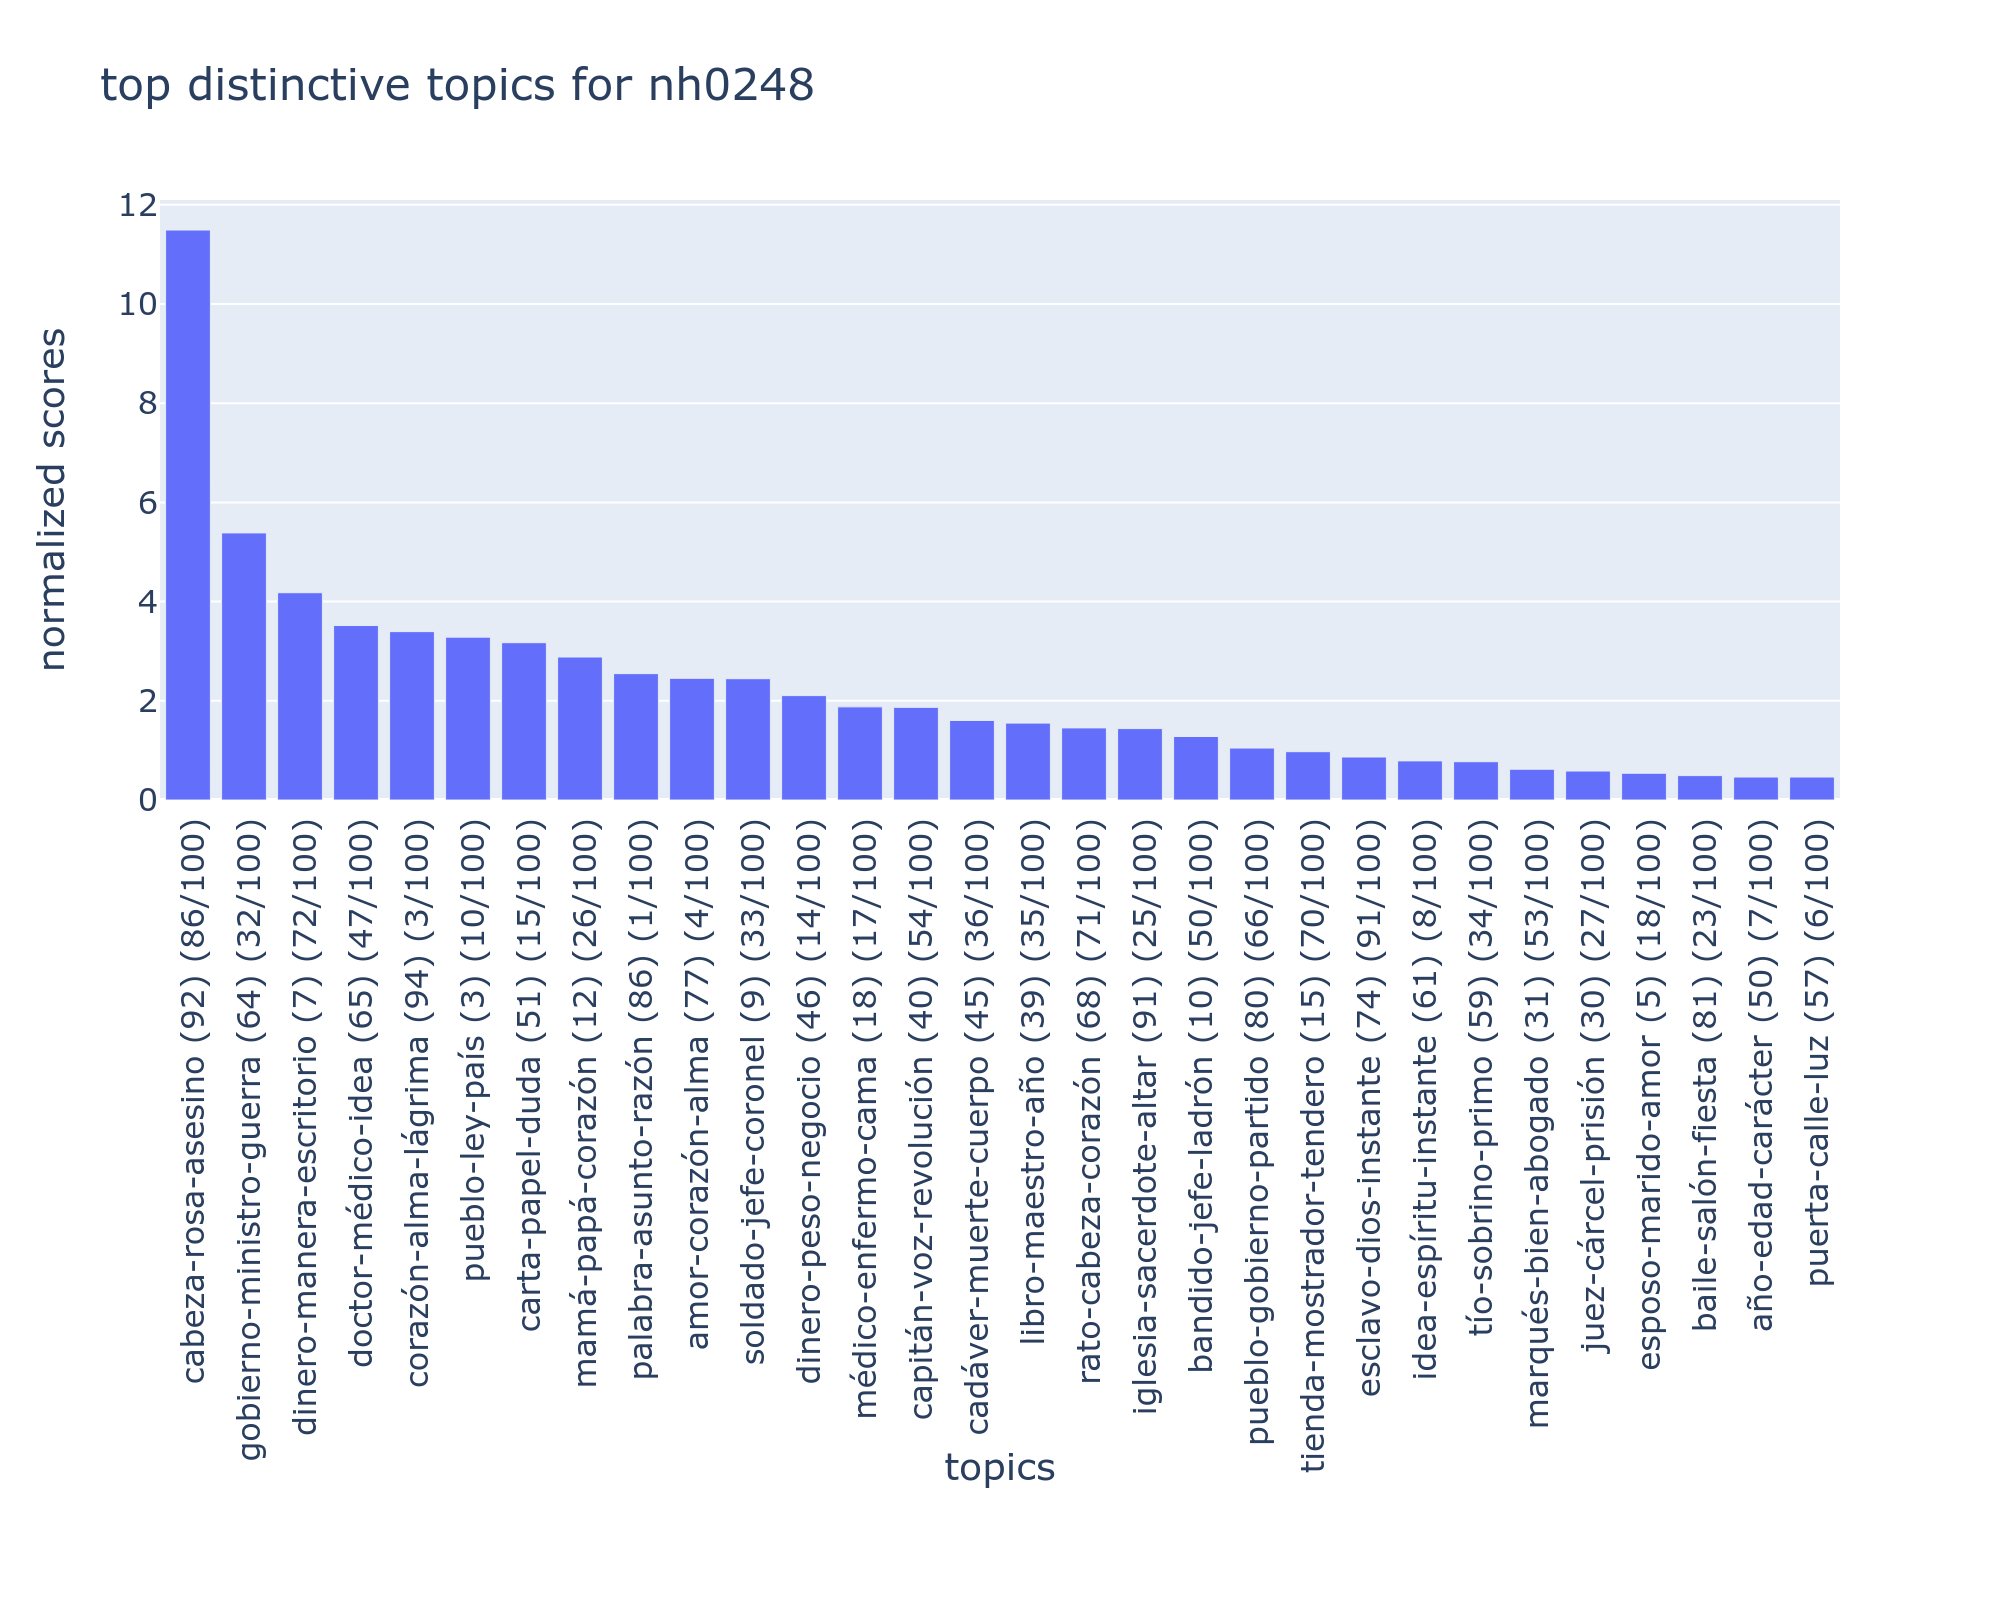 top distinctive topics for nh0248
normalized scores
12
10
8
6
4
2
0
cabeza-rosa-asesino (92) (86/100)
gobierno-ministro-guerra (64) (32/100)
dinero-manera-escritorio (7) (72/100)
doctor-médico-idea (65) (47/100)
corazón-alma-lágrima (94) (3/100)
pueblo-ley-país (3) (10/100)
carta-papel-duda (51) (15/100)
mamá-papá-corazón (12) (26/100)
palabra-asunto-razón (86) (1/100)
amor-corazón-alma (77) (4/100)
soldado-jefe-coronel (9) (33/100)
dinero-peso-negocio (46) (14/100)
médico-enfermo-cama (18) (17/100)
capitán-voz-revolución (40) (54/100)
cadáver-muerte-cuerpo (45) (36/100)
libro-maestro-año (39) (35/100)
rato-cabeza-corazón (68) (71/100)
iglesia-sacerdote-altar (91) (25/100)
bandido-jefe-ladrón (10) (50/100)
pueblo-gobierno-partido (80) (66/100)
tienda-mostrador-tendero (15) (70/100)
esclavo-dios-instante (74) (91/100)
idea-espíritu-instante (61) (8/100)
tío-sobrino-primo (59) (34/100)
marqués-bien-abogado (31) (53/100)
juez-cárcel-prisión (30) (27/100)
esposo-marido-amor (5) (18/100)
baile-salón-fiesta (81) (23/100)
año-edad-carácter (50) (7/100)
puerta-calle-luz (57) (6/100)
topics